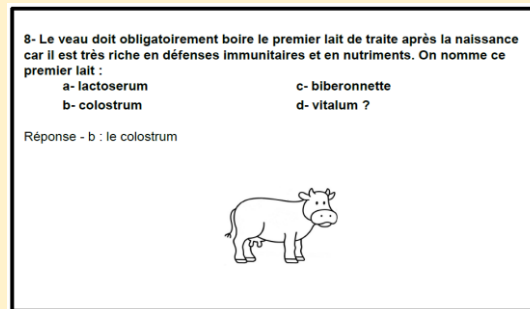 8- Le veau doit obligatoirement boire le premier lait de traite après la naissance
car il est très riche en défenses immunitaires et en nutriments. On nomme ce
premier lait :
a- lactoserum c- biberonnette
b- colostrum d- vitalum ?
Réponse - b : le colostrum